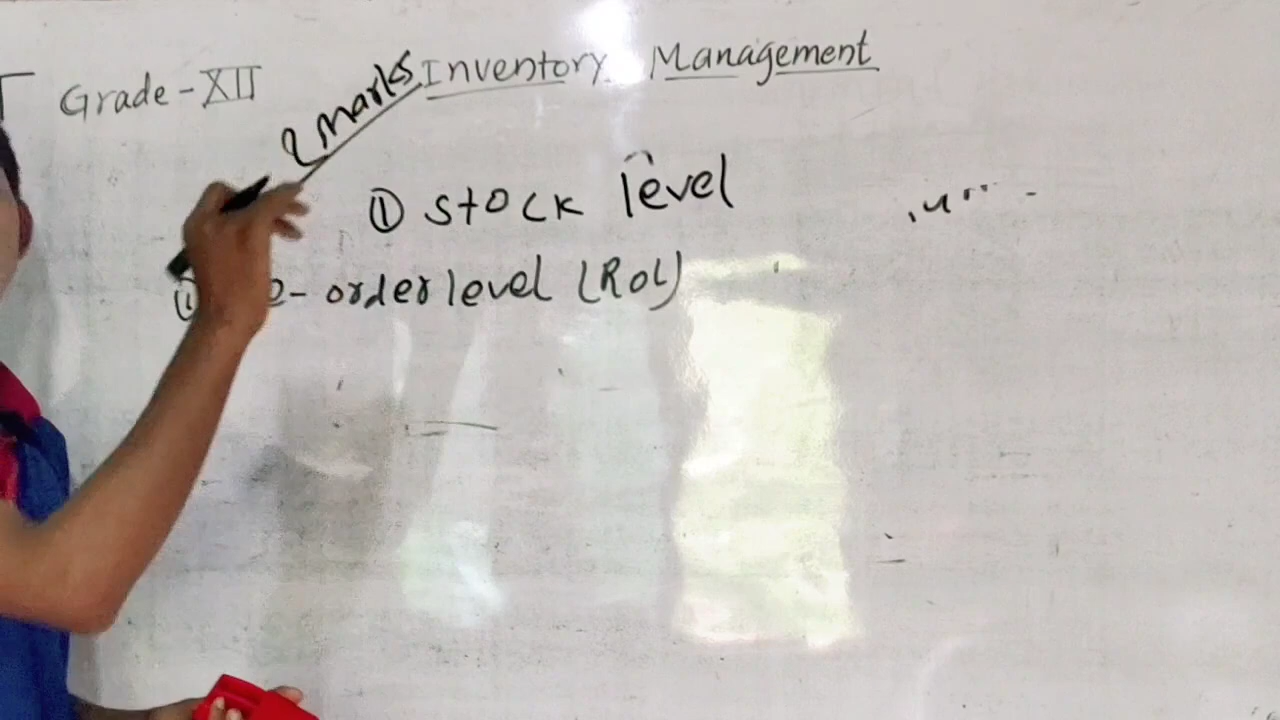 Grade-XII
2 marks Inventory Management
① stock level
e-order level (ROL)